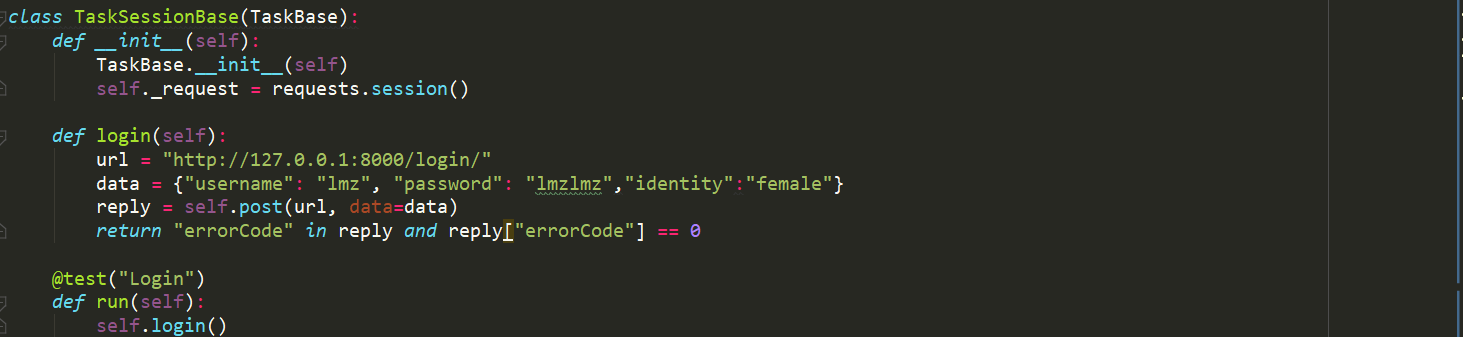 class TaskSessionBase(TaskBase):
    def __init__(self):
        TaskBase.__init__(self)
        self._request = requests.session()

    def login(self):
        url = "http://127.0.0.1:8000/login/"
        data = {"username": "lmz", "password": "lmzlmz","identity":"female"}
        reply = self.post(url, data=data)
        return "errorCode" in reply and reply["errorCode"] == 0

    @test("Login")
    def run(self):
        self.login()